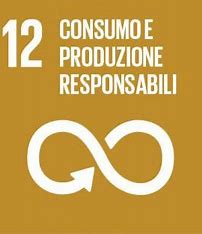 12 CONSUMO E
PRODUZIONE
RESPONSABILI